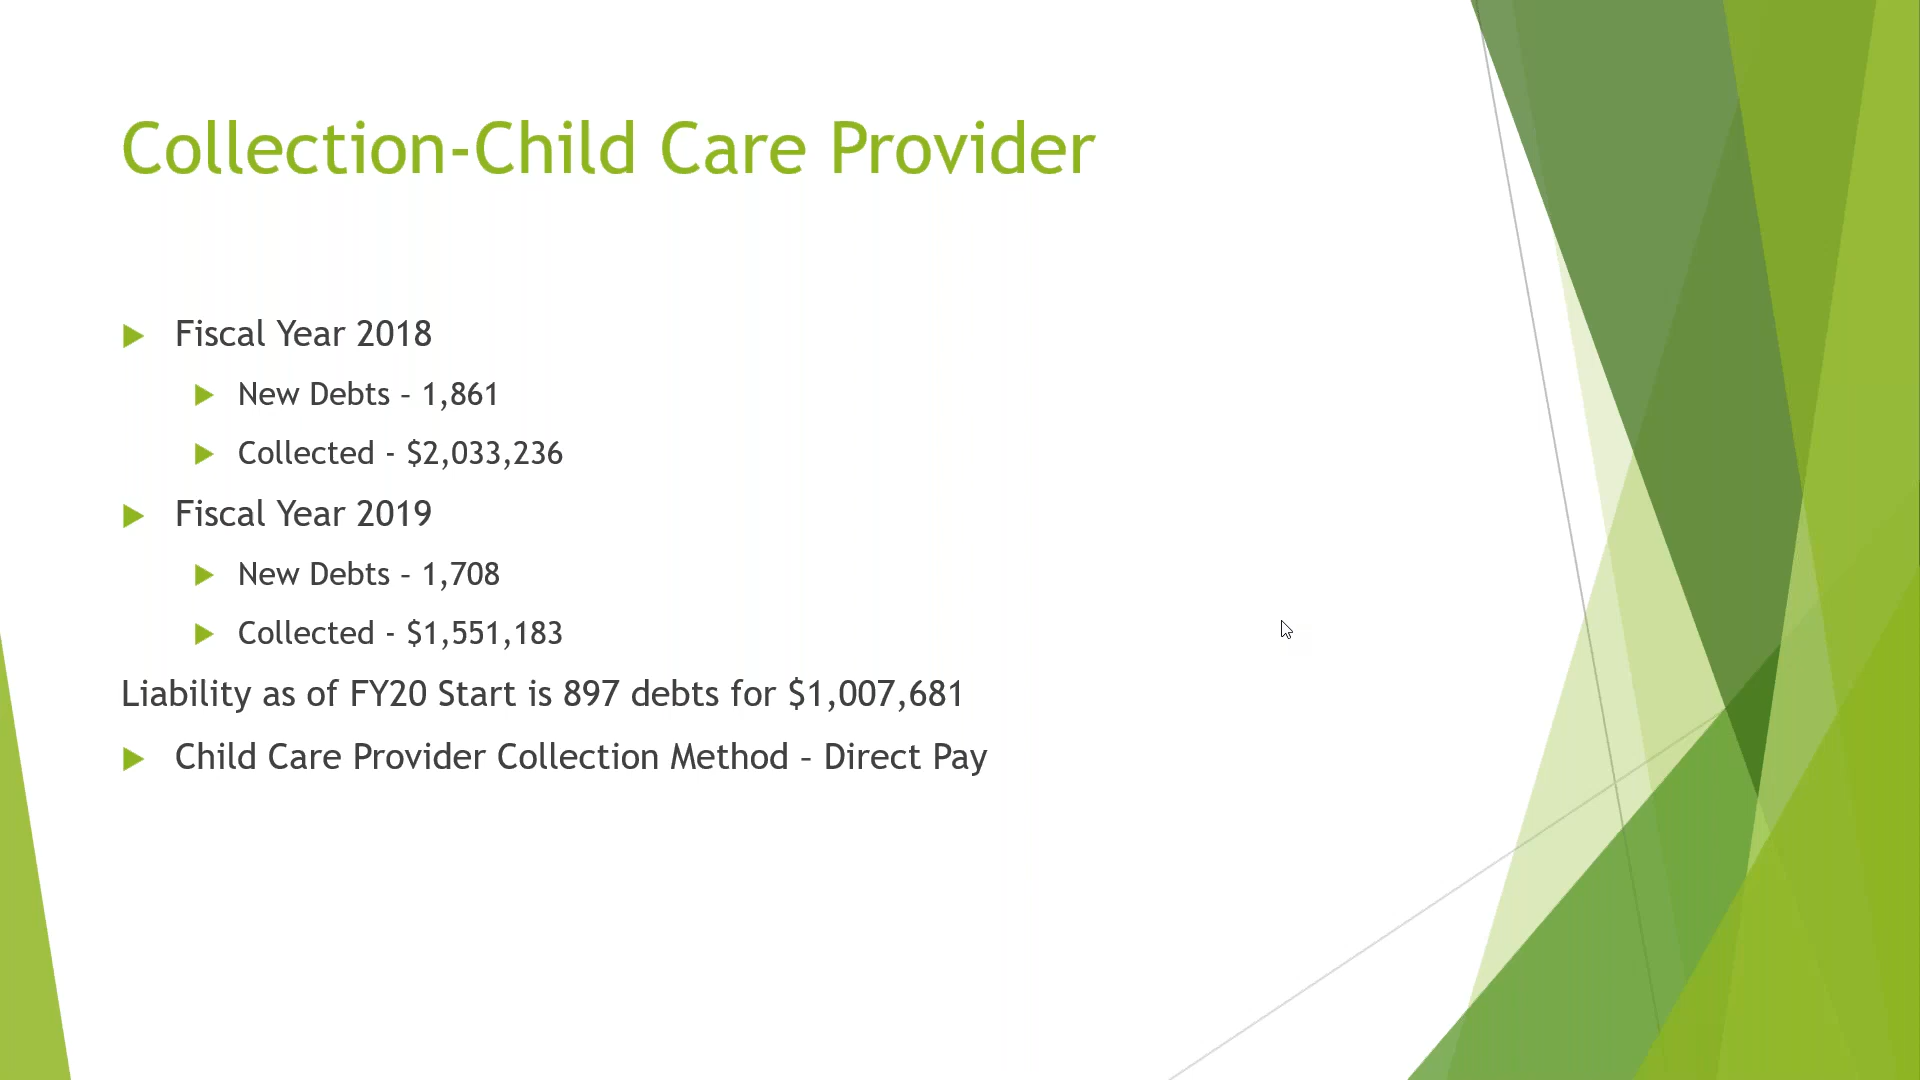 Collection-Child Care Provider
Fiscal Year 2018
New Debts – 1,861
Collected - $2,033,236
Fiscal Year 2019
New Debts – 1,708
Collected - $1,551,183
Liability as of FY20 Start is 897 debts for $1,007,681
Child Care Provider Collection Method – Direct Pay